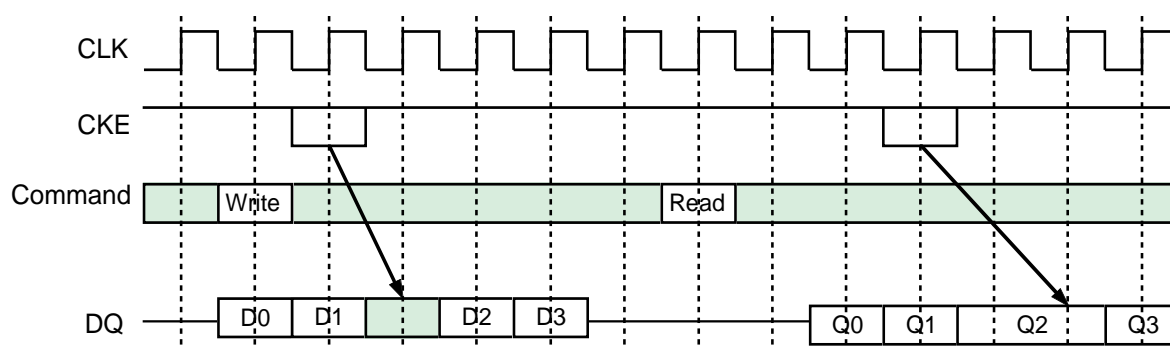 CLK
CKE
Command Write Read
DQ D0 D1 D2 D3 Q0 Q1 Q2 Q3